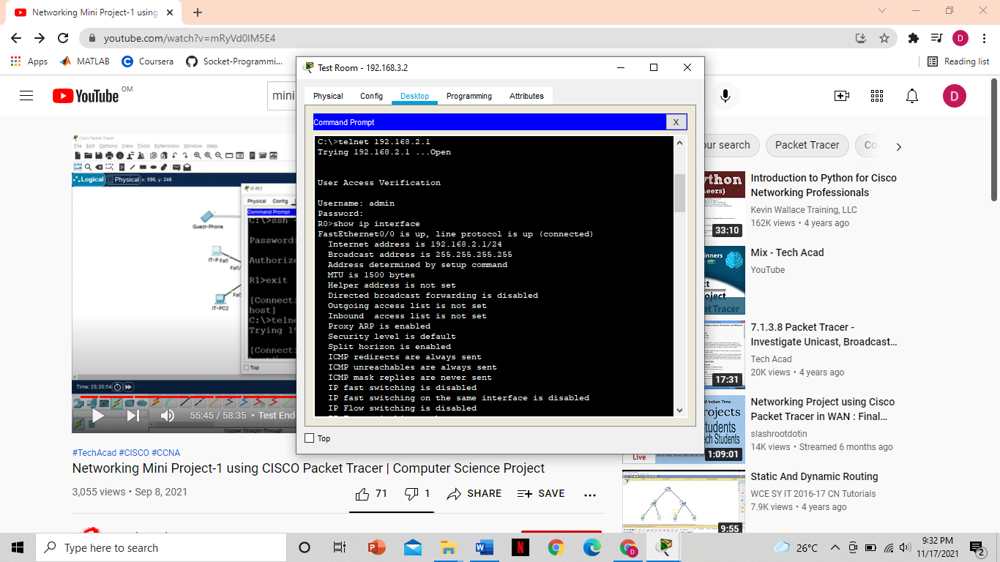 Networking Mini Project-1 using
youtube.com/watch?v=mRyVd0IM5E4
D
Apps
MATLAB
Coursera
Socket-Programmi...
Reading list
YouTube
OM
mini
D
Cisco Packet Tracer
File Edit Options View Tools Extensions Window Help
Logical
Physical
x: 596, y: 246
IT-PC1
Physical Config
Command Prompt
C:\>ssh -
Password:
Authorize
R1>exit
[Connecti
host]
C:\>telne
Trying 19
[Connecti
Top
Guest-Phone
IT-P
Fa0
Fa0/
Fa0
IT-PC2
Time: 25:35:04
55:45 / 58:35 • Test End-
Copper Straight-Through
Test Room - 192.168.3.2
Physical
Config
Desktop
Programming
Attributes
Command Prompt
X
C:\>telnet 192.168.2.1
Trying 192.168.2.1 ...Open
User Access Verification
Username: admin
Password:
R0>show ip interface
FastEthernet0/0 is up, line protocol is up (connected)
Internet address is 192.168.2.1/24
Broadcast address is 255.255.255.255
Address determined by setup command
MTU is 1500 bytes
Helper address is not set
Directed broadcast forwarding is disabled
Outgoing access list is not set
Inbound  access list is not set
Proxy ARP is enabled
Security level is default
Split horizon is enabled
ICMP redirects are always sent
ICMP unreachables are always sent
ICMP mask replies are never sent
IP fast switching is disabled
IP fast switching on the same interface is disabled
IP Flow switching is disabled
Top
#TechAcad #CISCO #CCNA
Networking Mini Project-1 using CISCO Packet Tracer | Computer Science Project
3,055 views • Sep 8, 2021
71
1
SHARE
SAVE
our search
Packet Tracer
Co
33:10
Introduction to Python for Cisco
Networking Professionals
Kevin Wallace Training, LLC
162K views • 4 years ago
Mix - Tech Acad
YouTube
17:31
7.1.3.8 Packet Tracer -
Investigate Unicast, Broadcast...
Tech Acad
20K views • 4 years ago
Live
1:09:01
Networking Project using Cisco
Packet Tracer in WAN : Final...
slashrootdotin
14K views • Streamed 6 months ago
9:55
Static And Dynamic Routing
WCE SY IT 2016-17 CN Tutorials
7.9K views • 4 years ago
Type here to search
26°C
9:32 PM
11/17/2021
2